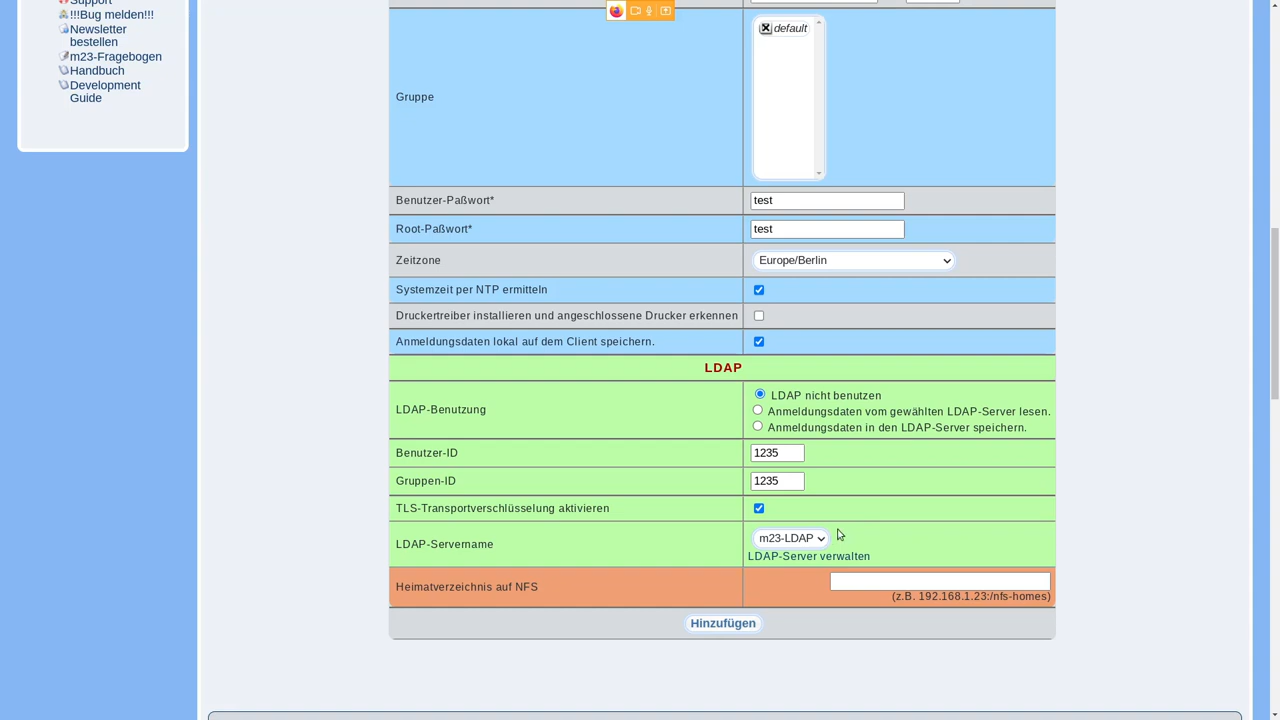 Support
!!!Bug melden!!!
Newsletter
bestellen
m23-Fragebogen
Handbuch
Development
Guide
default
Gruppe
Benutzer-Paßwort*
test
Root-Paßwort*
test
Zeitzone
Europe/Berlin
Systemzeit per NTP ermitteln
Druckertreiber installieren und angeschlossene Drucker erkennen
Anmeldungsdaten lokal auf dem Client speichern.
LDAP
LDAP nicht benutzen
LDAP-Benutzung
Anmeldungsdaten vom gewählten LDAP-Server lesen.
Anmeldungsdaten in den LDAP-Server speichern.
Benutzer-ID
1235
Gruppen-ID
1235
TLS-Transportverschlüsselung aktivieren
LDAP-Servername
m23-LDAP
LDAP-Server verwalten
Heimatverzeichnis auf NFS
(z.B. 192.168.1.23:/nfs-homes)
Hinzufügen